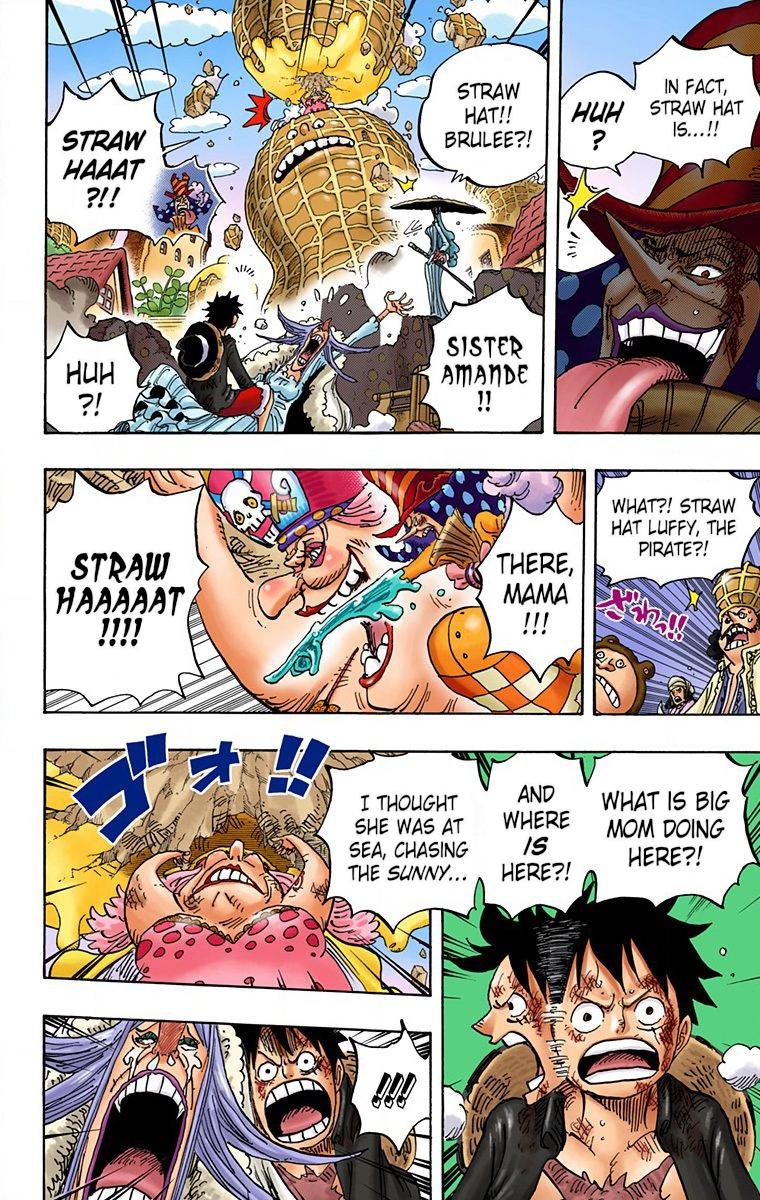 IN FACT,
STRAW HAT
IS...!!
HUH
?
STRAW
HAT!!
BRULEE?!
STRAW
HAAAT
?!!
SISTER
AMANDE
!!
HUH
?!
WHAT?! STRAW
HAT LUFFY, THE
PIRATE?!
ざわっ!!
THERE,
MAMA
!!!
STRAW
HAAAAAT
!!!!
WHAT IS BIG
MOM DOING
HERE?!
AND
WHERE
IS
HERE?!
I THOUGHT
SHE WAS AT
SEA, CHASING
THE SUNNY...
ゴォ!!
!!!